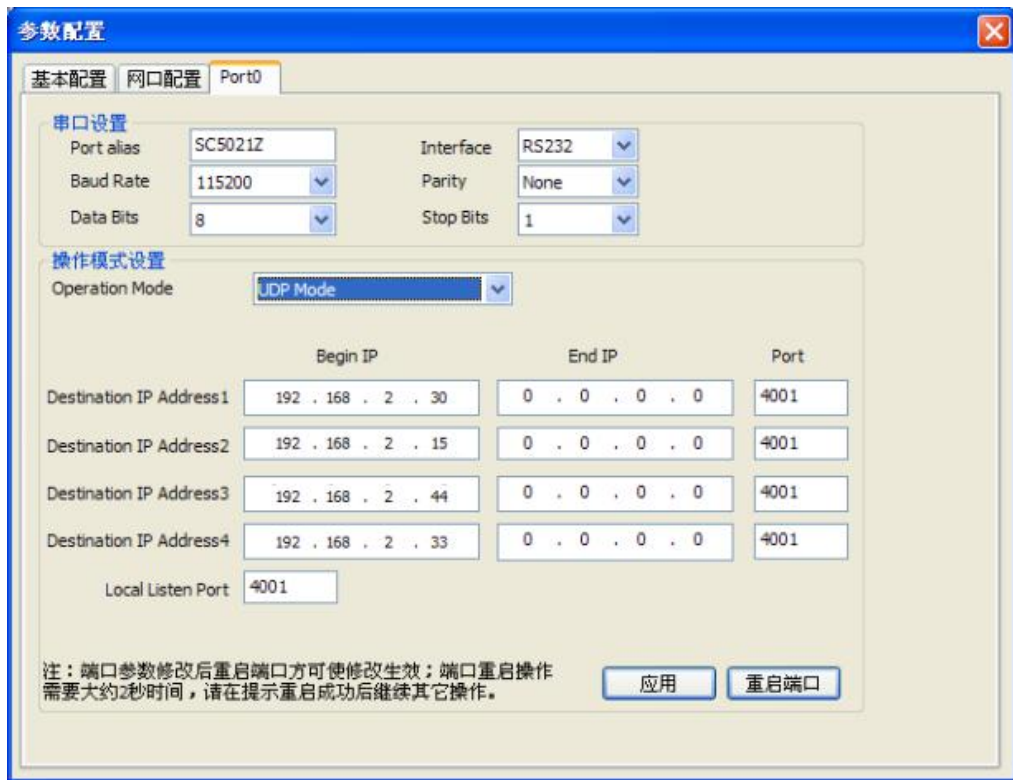 参数配置
基本配置 网口配置 Port0
串口设置
Port alias SC5021Z Interface RS232
Baud Rate 115200 Parity None
Data Bits 8 Stop Bits 1
操作模式设置
Operation Mode UDP Mode
Begin IP End IP Port
Destination IP Address1 192 . 168 . 2 . 30 0 . 0 . 0 . 0 4001
Destination IP Address2 192 . 168 . 2 . 15 0 . 0 . 0 . 0 4001
Destination IP Address3 192 . 168 . 2 . 44 0 . 0 . 0 . 0 4001
Destination IP Address4 192 . 168 . 2 . 33 0 . 0 . 0 . 0 4001
Local Listen Port 4001
注：端口参数修改后重启端口方可使修改生效；端口重启操作
需要大约2秒时间，请在提示重启成功后继续其它操作。
应用 重启端口